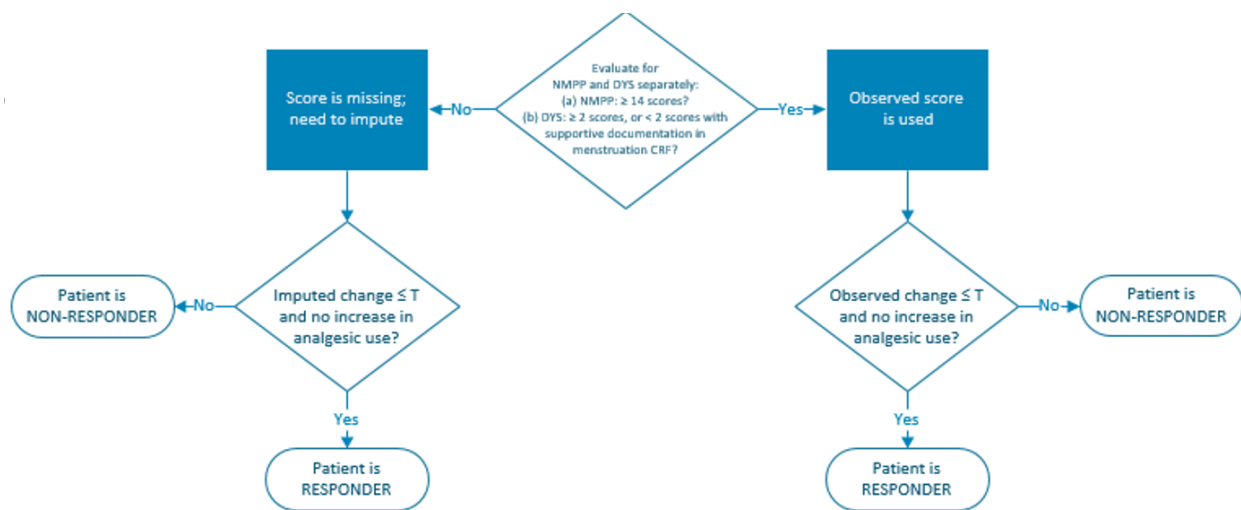 Evaluate for
NMPP and DYS separately:
(a) NMPP: ≥ 14 scores?
(b) DYS: ≥ 2 scores, or < 2 scores with
supportive documentation in
menstruation CRF?
No
Yes
Score is missing;
need to impute
Observed score
is used
Imputed change ≤ T
and no increase in
analgesic use?
No
Patient is
NON-RESPONDER
Yes
Patient is
RESPONDER
Observed change ≤ T
and no increase in
analgesic use?
No
Patient is
NON-RESPONDER
Yes
Patient is
RESPONDER